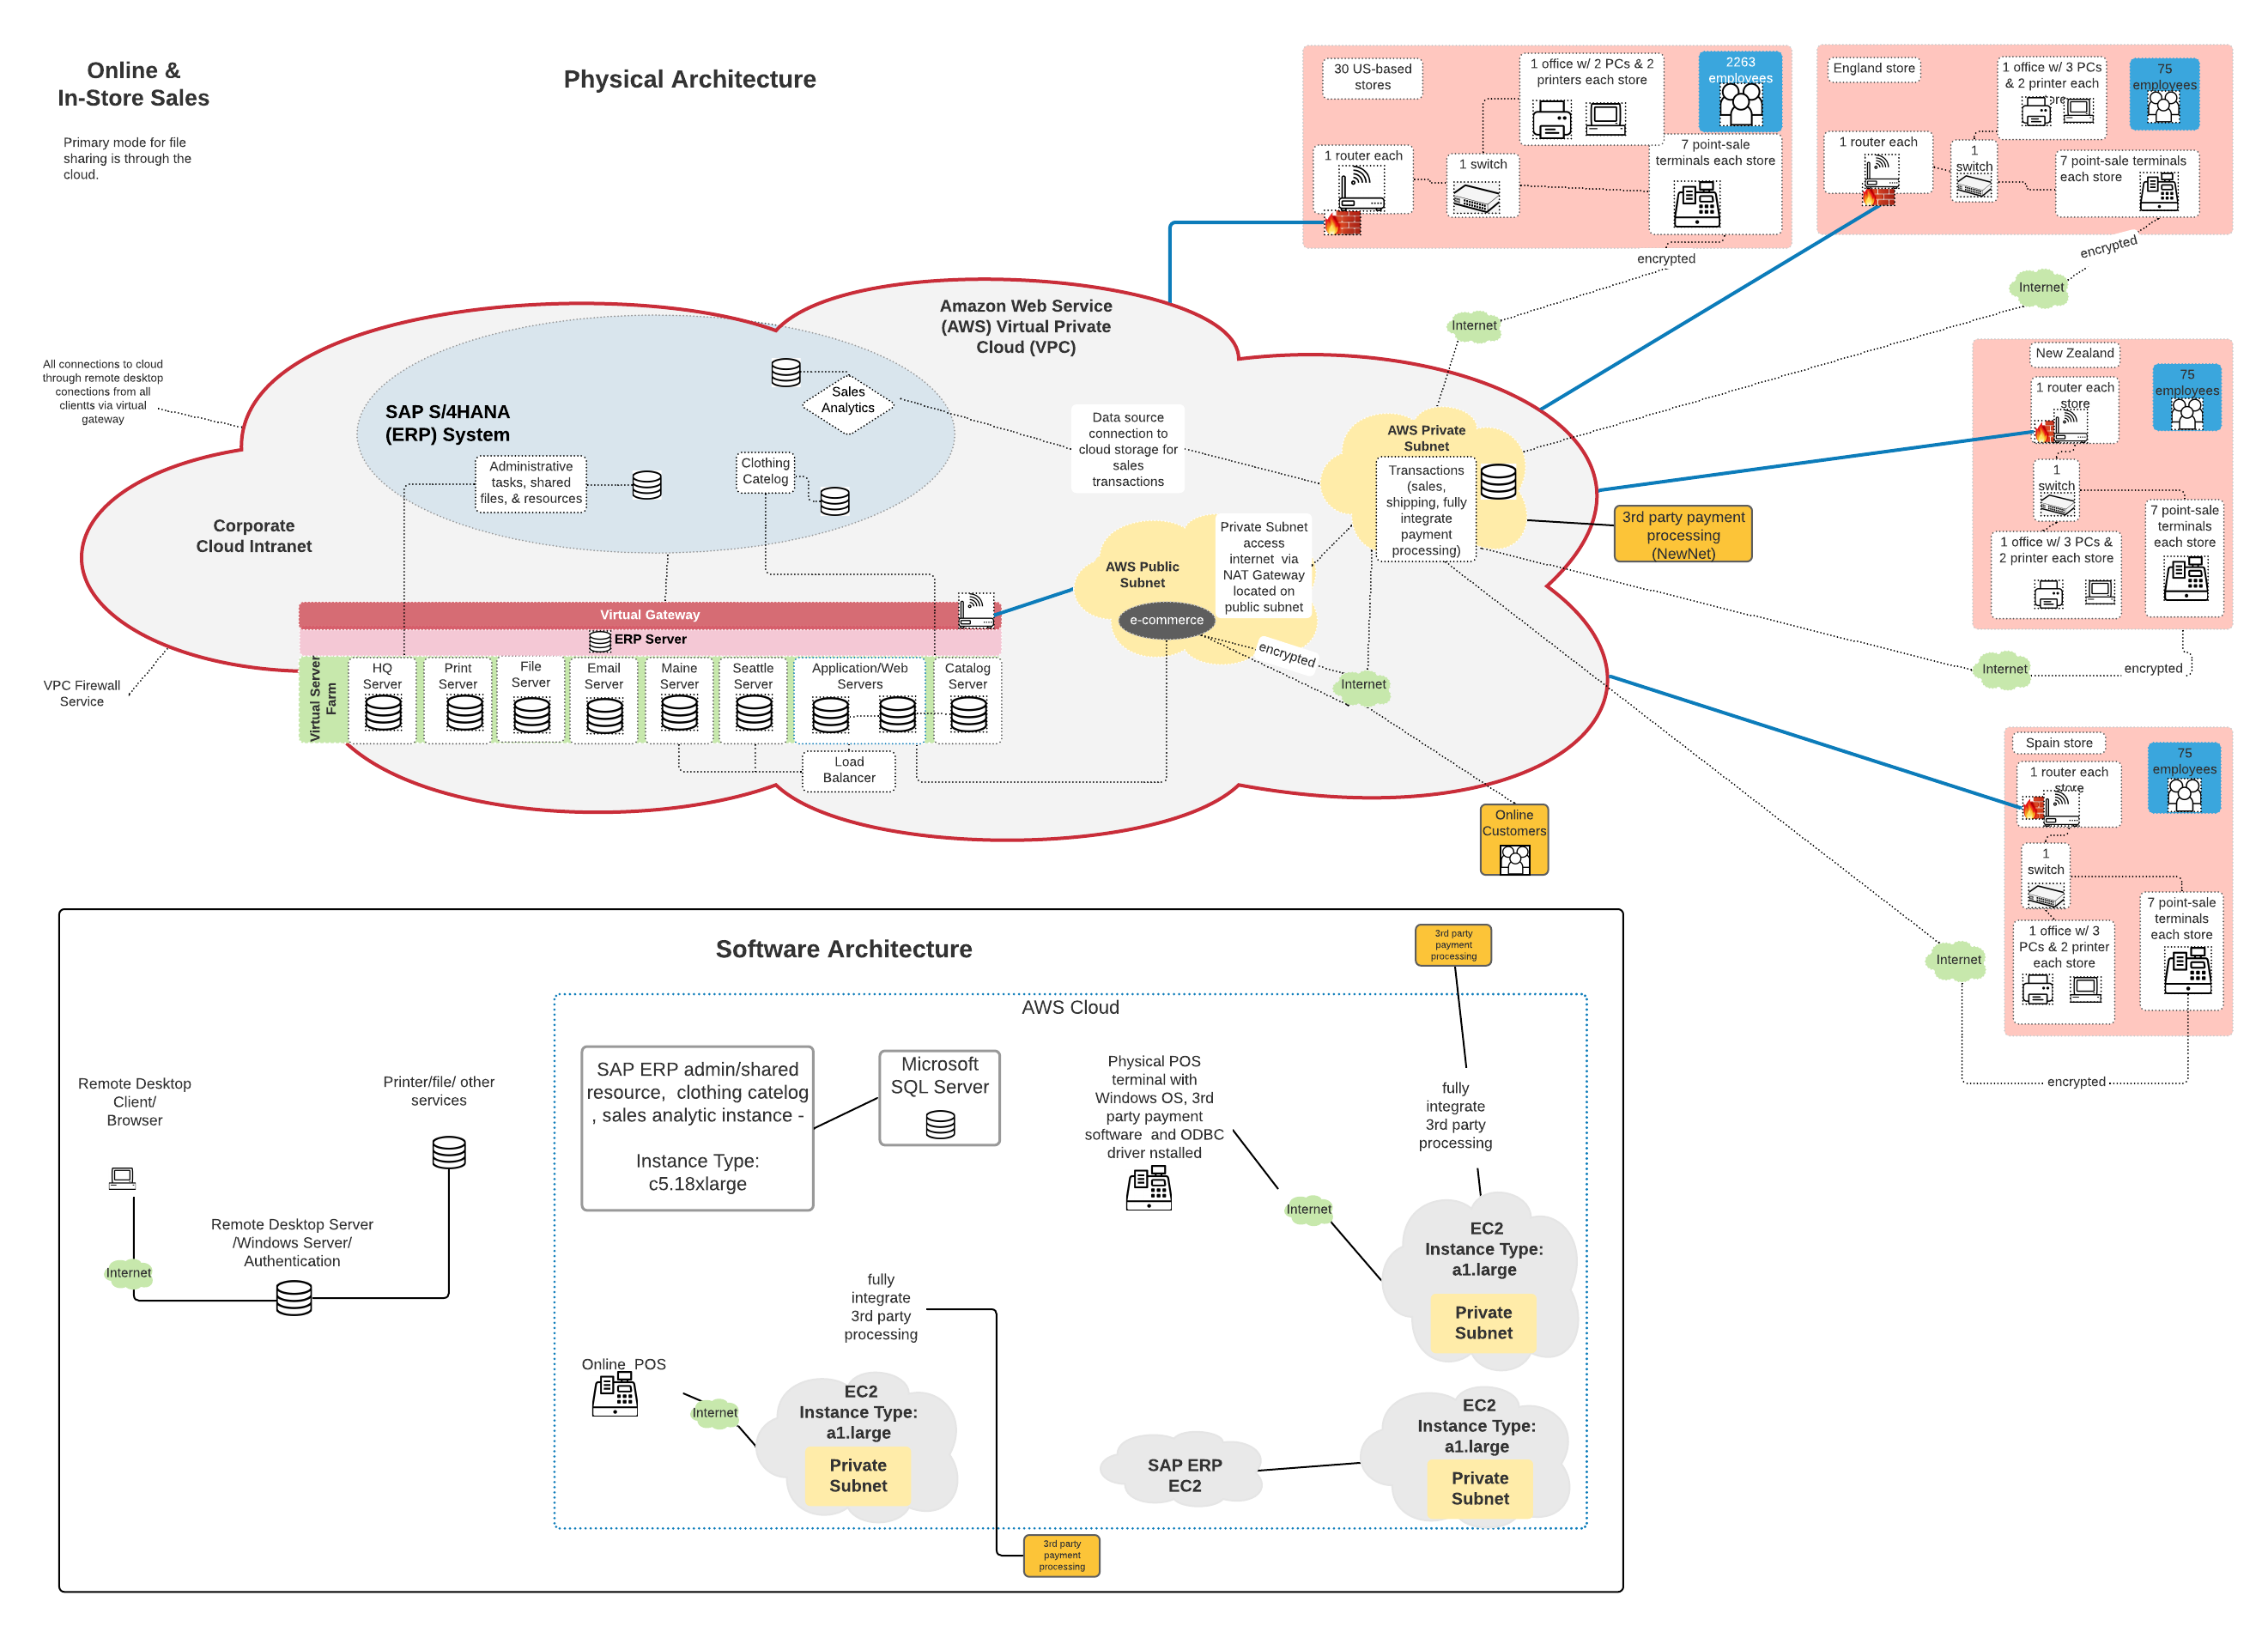 Online &
In-Store Sales
Primary mode for file
sharing is through the
cloud.
Physical Architecture
30 US-based
stores
1 office w/ 2 PCs & 2
printers each store
2263
employees
1 router each
1 switch
7 point-sale
terminals each store
encrypted
Internet
England store
1 office w/ 3 PCs
& 2 printer each
75
employees
1 router each
1
switch
7 point-sale terminals
each store
encrypted
Internet
New Zealand
1 router each
store
75
employees
1
switch
7 point-sale
terminals
each store
1 office w/ 3 PCs &
2 printer each store
encrypted
Internet
Spain store
1 router each
store
75
employees
1
switch
7 point-sale
terminals
each store
1 office w/ 3
PCs & 2 printer
each store
Internet
encrypted
Amazon Web Service
(AWS) Virtual Private
Cloud (VPC)
All connections to cloud
through remote desktop
conections from all
clientts via virtual
gateway
SAP S/4HANA
(ERP) System
Sales
Analytics
Administrative
tasks, shared
files, & resources
Clothing
Catelog
Data source
connection to
cloud storage for
sales
transactions
AWS Private
Subnet
Transactions
(sales,
shipping, fully
integrate
payment
processing)
3rd party payment
processing
(NewNet)
Corporate
Cloud Intranet
AWS Public
Subnet
Private Subnet
access
internet via
NAT Gateway
located on
public subnet
e-commerce
encrypted
Internet
Virtual Gateway
ERP Server
VPC Firewall
Service
Virtual Server
Farm
HQ
Server
Print
Server
File
Server
Email
Server
Maine
Server
Seattle
Server
Application/Web
Servers
Catalog
Server
Load
Balancer
Online
Customers
Software Architecture
3rd party
payment
processing
AWS Cloud
Remote Desktop
Client/
Browser
Printer/file/ other
services
Remote Desktop Server
/Windows Server/
Authentication
Internet
SAP ERP admin/shared
resource, clothing catelog
, sales analytic instance -
Instance Type:
c5.18xlarge
Microsoft
SQL Server
Physical POS
terminal with
Windows OS, 3rd
party payment
software and ODBC
driver nstalled
fully
integrate
3rd party
processing
Internet
EC2
Instance Type:
a1.large
Private
Subnet
fully
integrate
3rd party
processing
Online POS
Internet
EC2
Instance Type:
a1.large
Private
Subnet
SAP ERP
EC2
EC2
Instance Type:
a1.large
Private
Subnet
3rd party
payment
processing